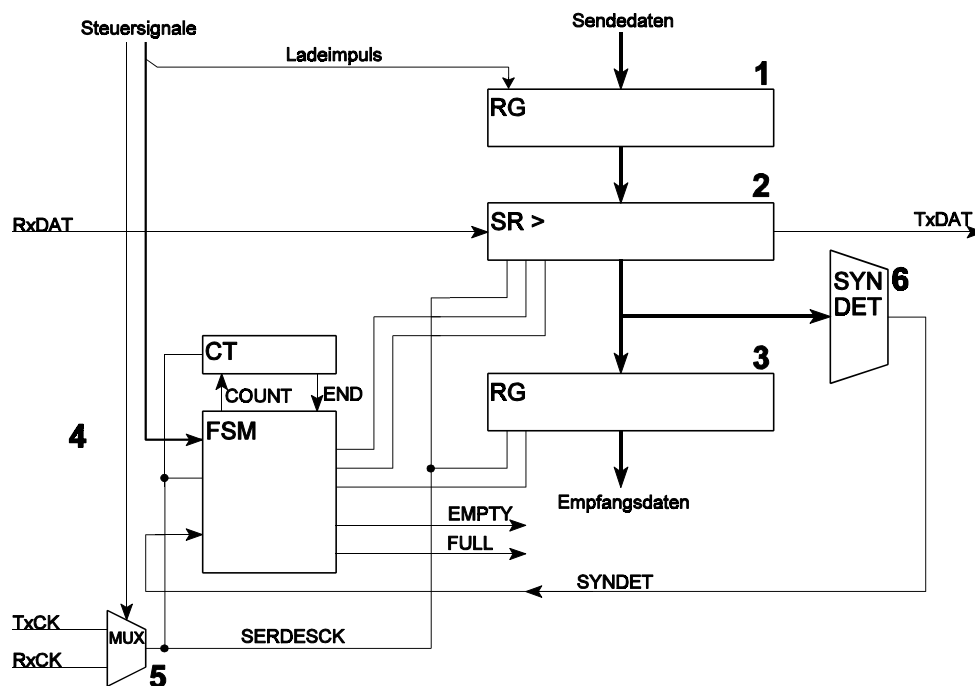 Steuersignale
Sendedaten
Ladeimpuls
1
RG
2
RxDAT
SR >
TxDAT
SYN
DET
6
3
CT
COUNT
END
RG
4
FSM
Empfangsdaten
EMPTY
FULL
SYNDET
TxCK
MUX
SERDESCK
RxCK
5